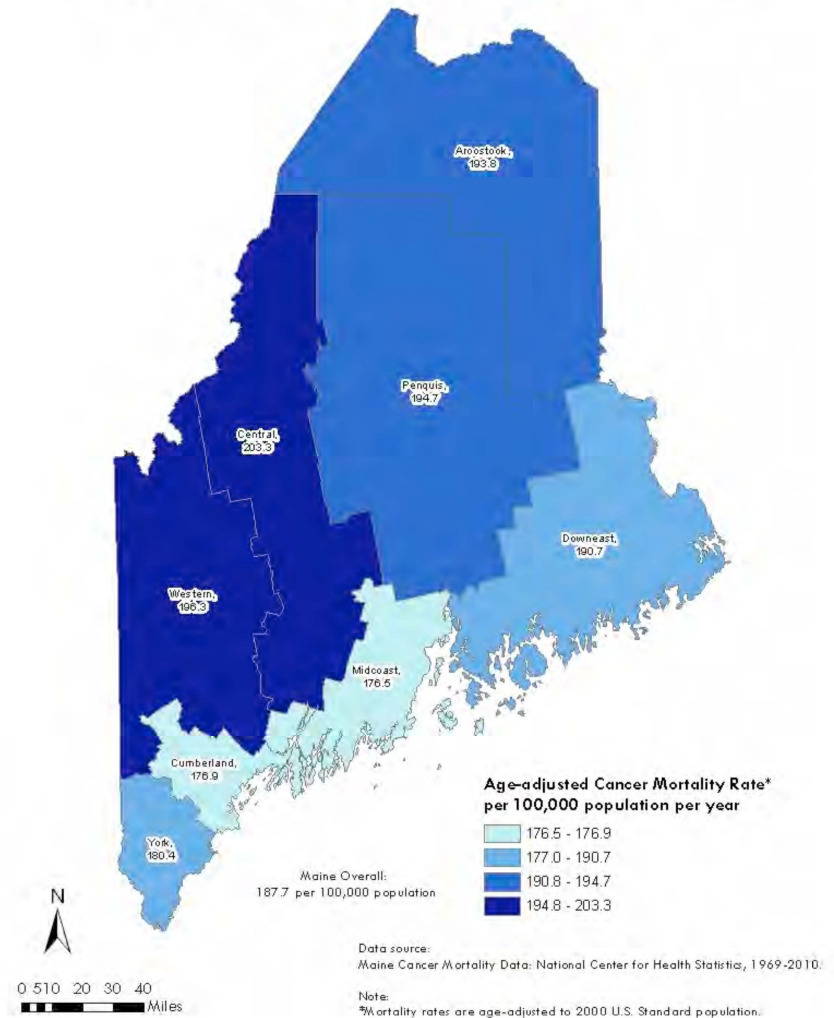 Aroostook,
193.8
Penquis,
194.7
Central,
203.3
Downeast,
190.7
Western,
196.3
Midcoast,
176.5
Cumberland,
176.9
York,
180.4
Age-adjusted Cancer Mortality Rate*
per 100,000 population per year
176.5 - 176.9
177.0 - 190.7
190.8 - 194.7
194.8 - 203.3
Maine Overall:
187.7 per 100,000 population
N
0 510 20 30 40
Miles
Data source:
Maine Cancer Mortality Data: National Center for Health Statistics, 1969-2010.
Note:
*Mortality rates are age-adjusted to 2000 U.S. Standard population.